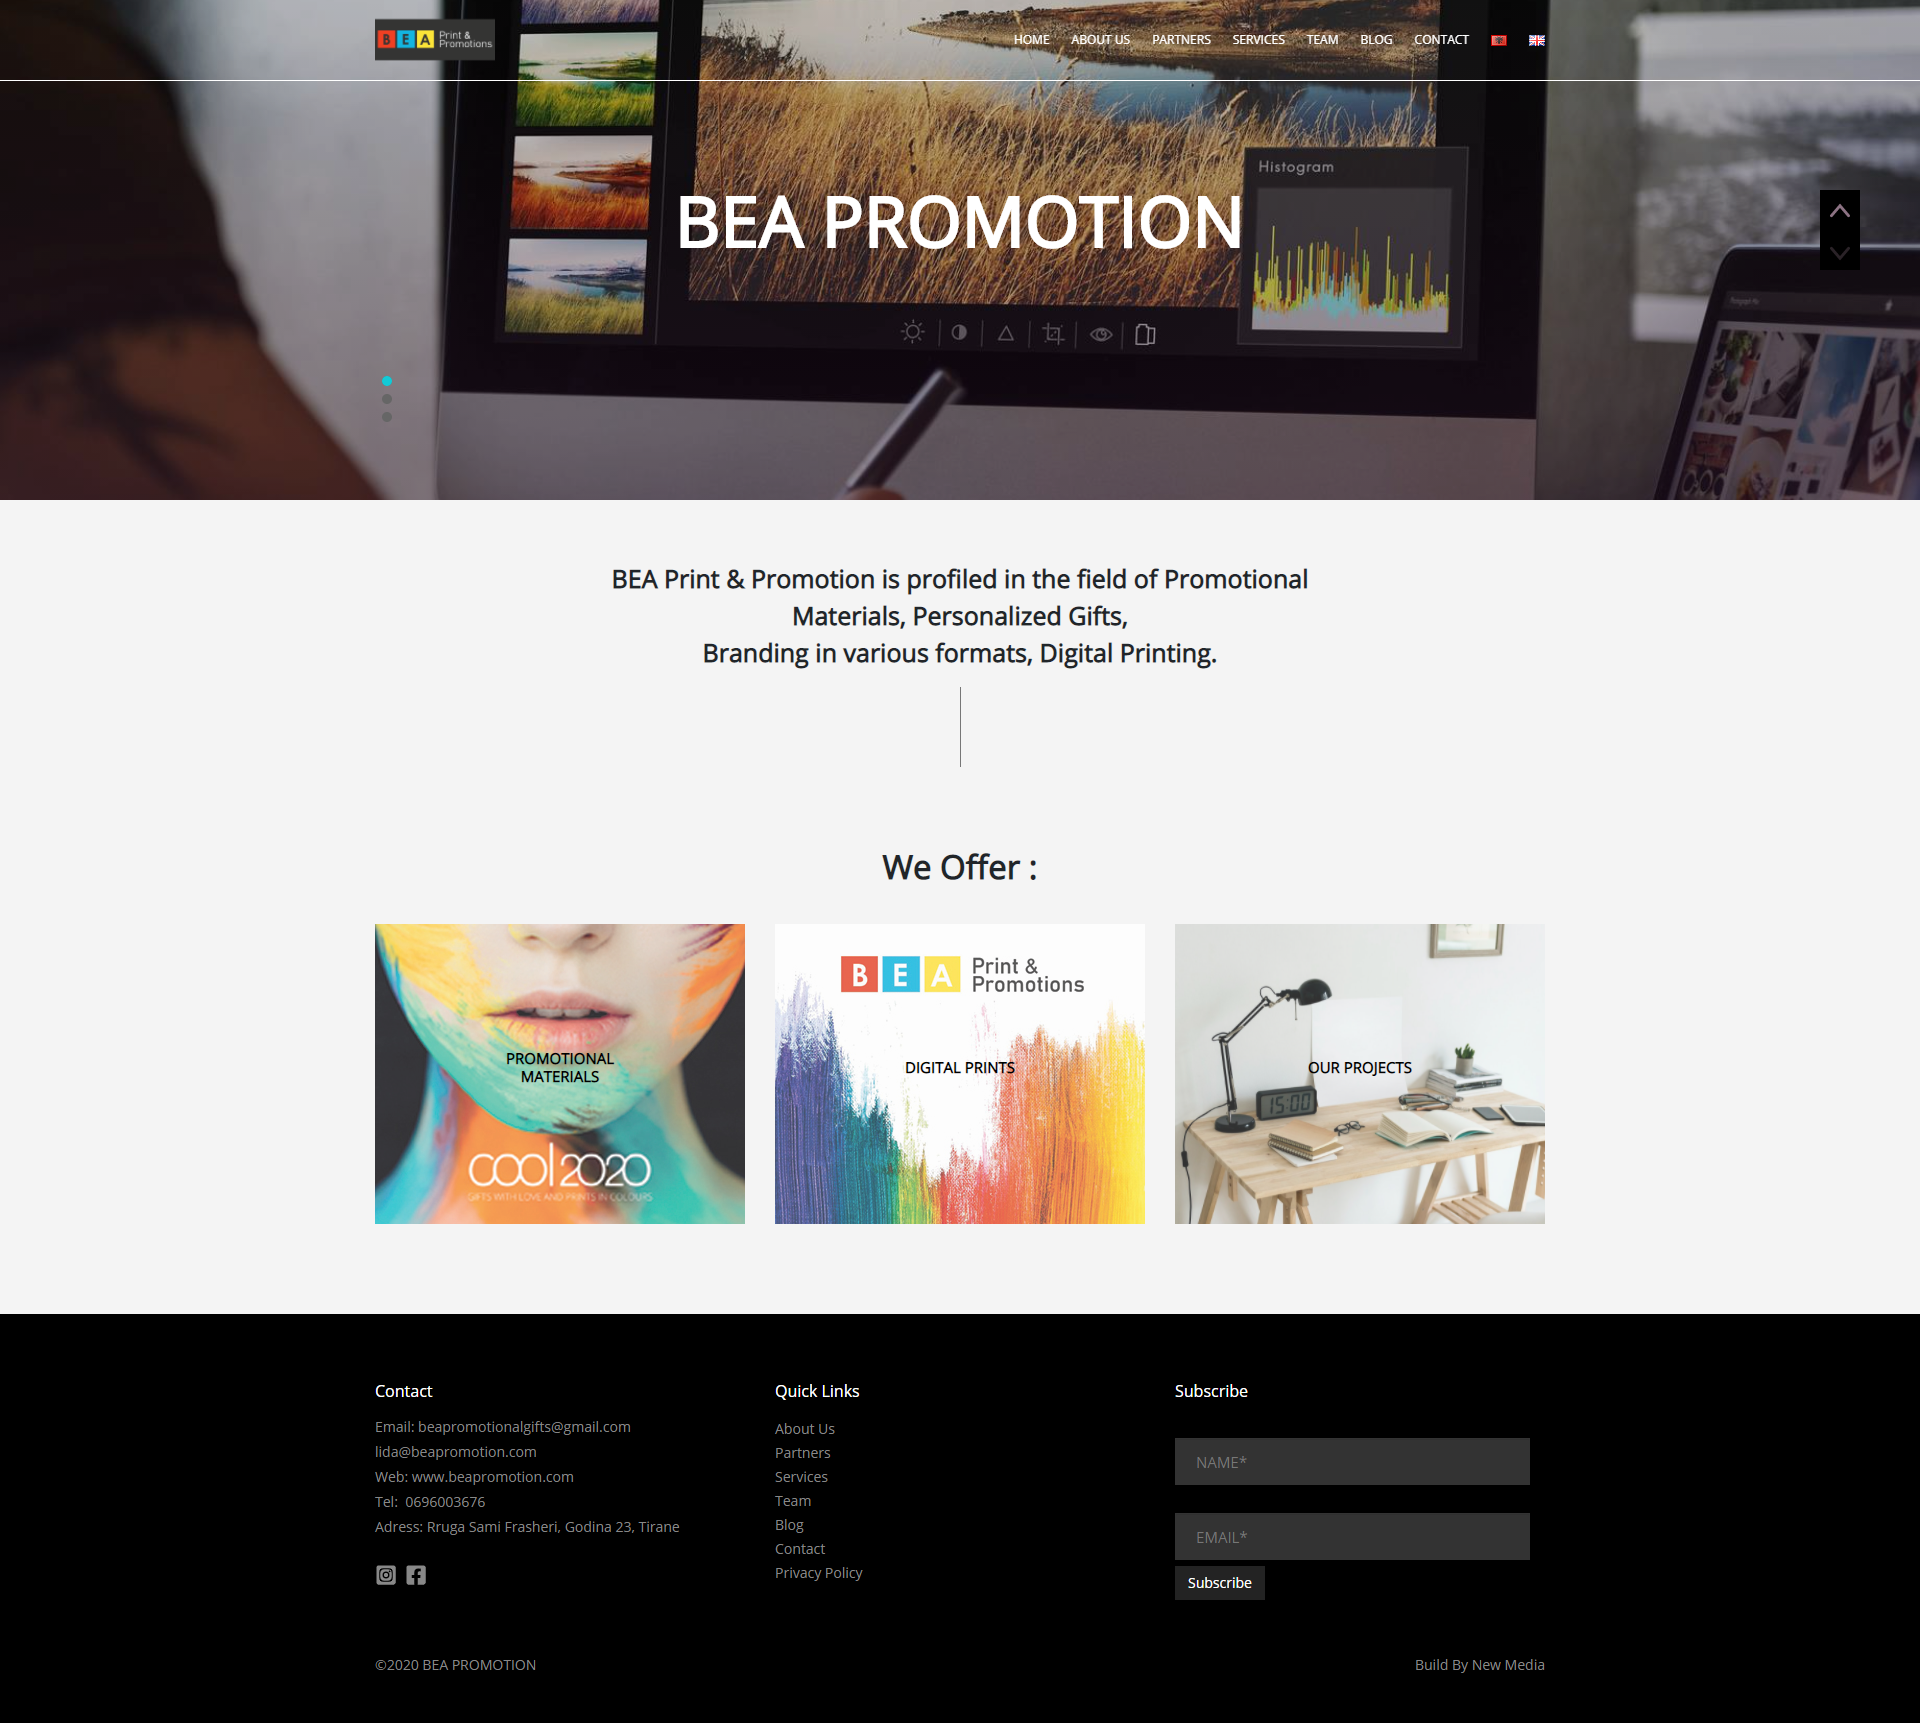 BEA Print &
Promotions
HOME ABOUT US PARTNERS SERVICES TEAM BLOG CONTACT
Histogram
BEA PROMOTION
BEA Print & Promotion is profiled in the field of Promotional
Materials, Personalized Gifts,
Branding in various formats, Digital Printing.
We Offer :
PROMOTIONAL
MATERIALS
COOl 2020
GIFTS WITH LOVE AND PRINTS IN COLOURS
BEA Print &
Promotions
DIGITAL PRINTS
OUR PROJECTS
15:00
Contact
Email: beapromotionalgifts@gmail.com
lida@beapromotion.com
Web: www.beapromotion.com
Tel:  0696003676
Adress: Rruga Sami Frasheri, Godina 23, Tirane
Quick Links
About Us
Partners
Services
Team
Blog
Contact
Privacy Policy
Subscribe
NAME*
EMAIL*
Subscribe
©2020 BEA PROMOTION
Build By New Media